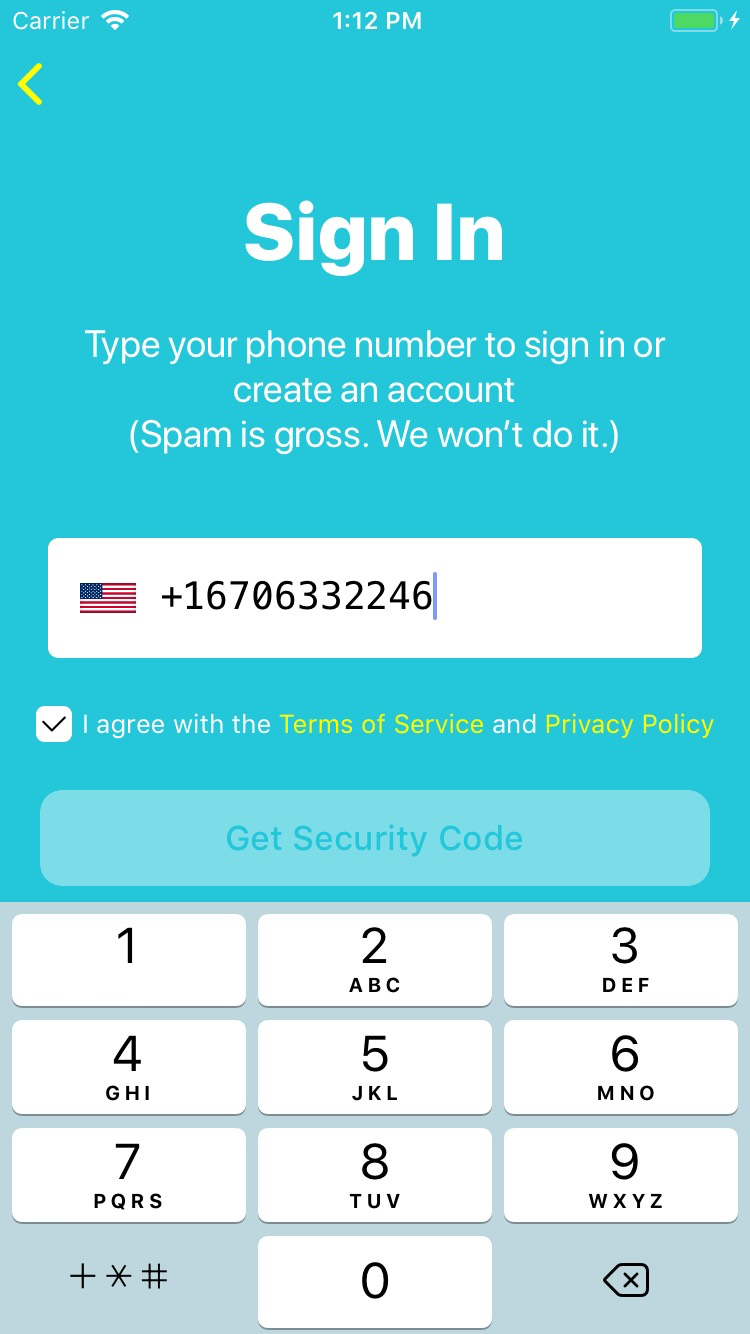 Carrier 1:12 PM
Sign In
Type your phone number to sign in or
create an account
(Spam is gross. We won’t do it.)
+16706332246
I agree with the Terms of Service and Privacy Policy
Get Security Code
1 2 3
ABC DEF
4 5 6
GHI JKL MNO
7 8 9
PQRS TUV WXYZ
+*# 0